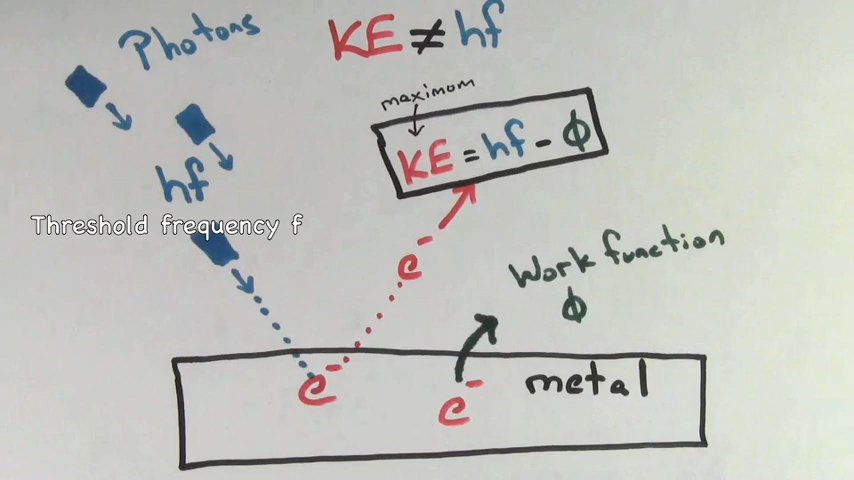 Photons
KE ≠ hf
maximum
KE = hf - ϕ
hf
Threshold frequency f
e⁻
Work function
ϕ
e⁻
metal
e⁻